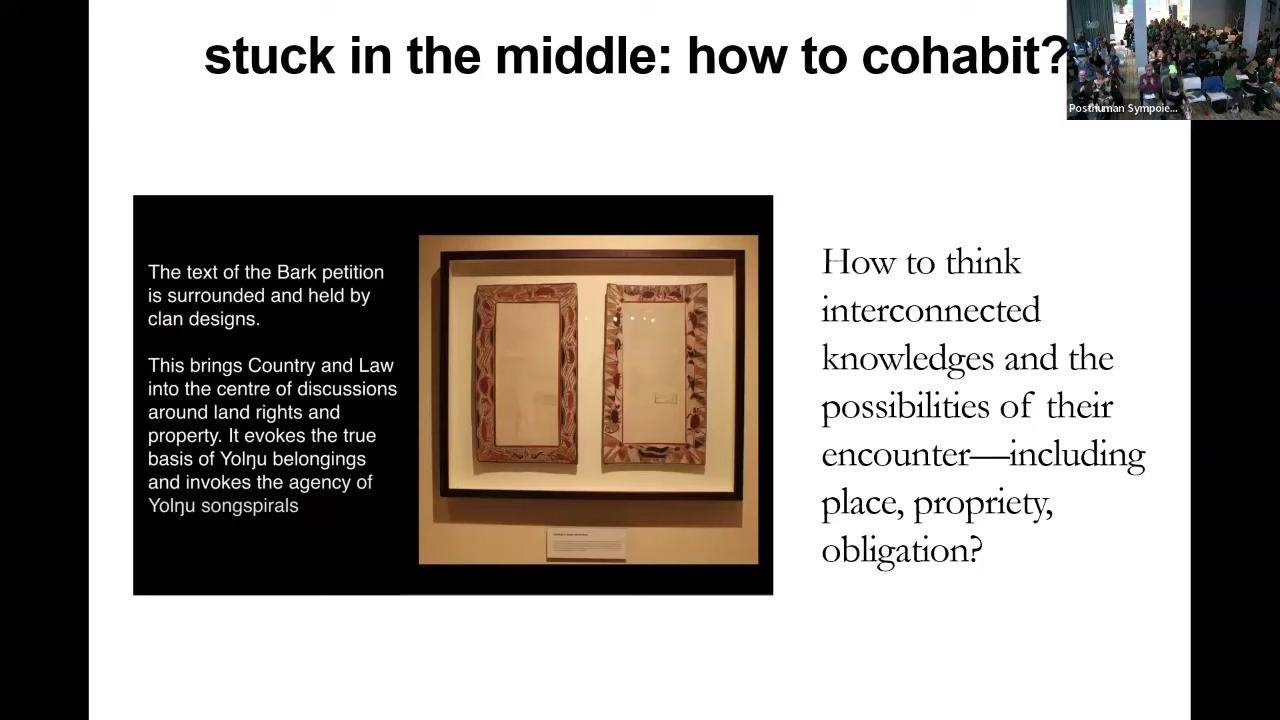 stuck in the middle: how to cohabit?
Posthuman Sympoie...
The text of the Bark petition
is surrounded and held by
clan designs.
This brings Country and Law
into the centre of discussions
around land rights and
property. It evokes the true
basis of Yolŋu belongings
and invokes the agency of
Yolŋu songspirals
How to think
interconnected
knowledges and the
possibilities of their
encounter—including
place, propriety,
obligation?